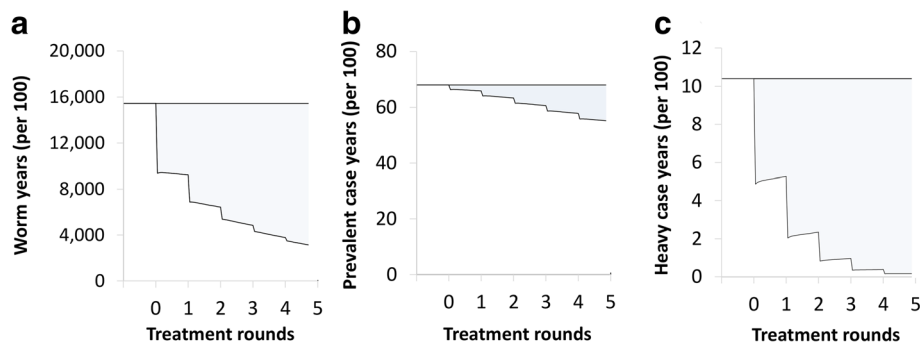 a
Worm years (per 100)
20,000
16,000
12,000
8,000
4,000
0
0 1 2 3 4 5
Treatment rounds
b
Prevalent case years (per 100)
80
60
40
20
0
0 1 2 3 4 5
Treatment rounds
c
Heavy case years (per 100)
12
10
8
6
4
2
0
0 1 2 3 4 5
Treatment rounds